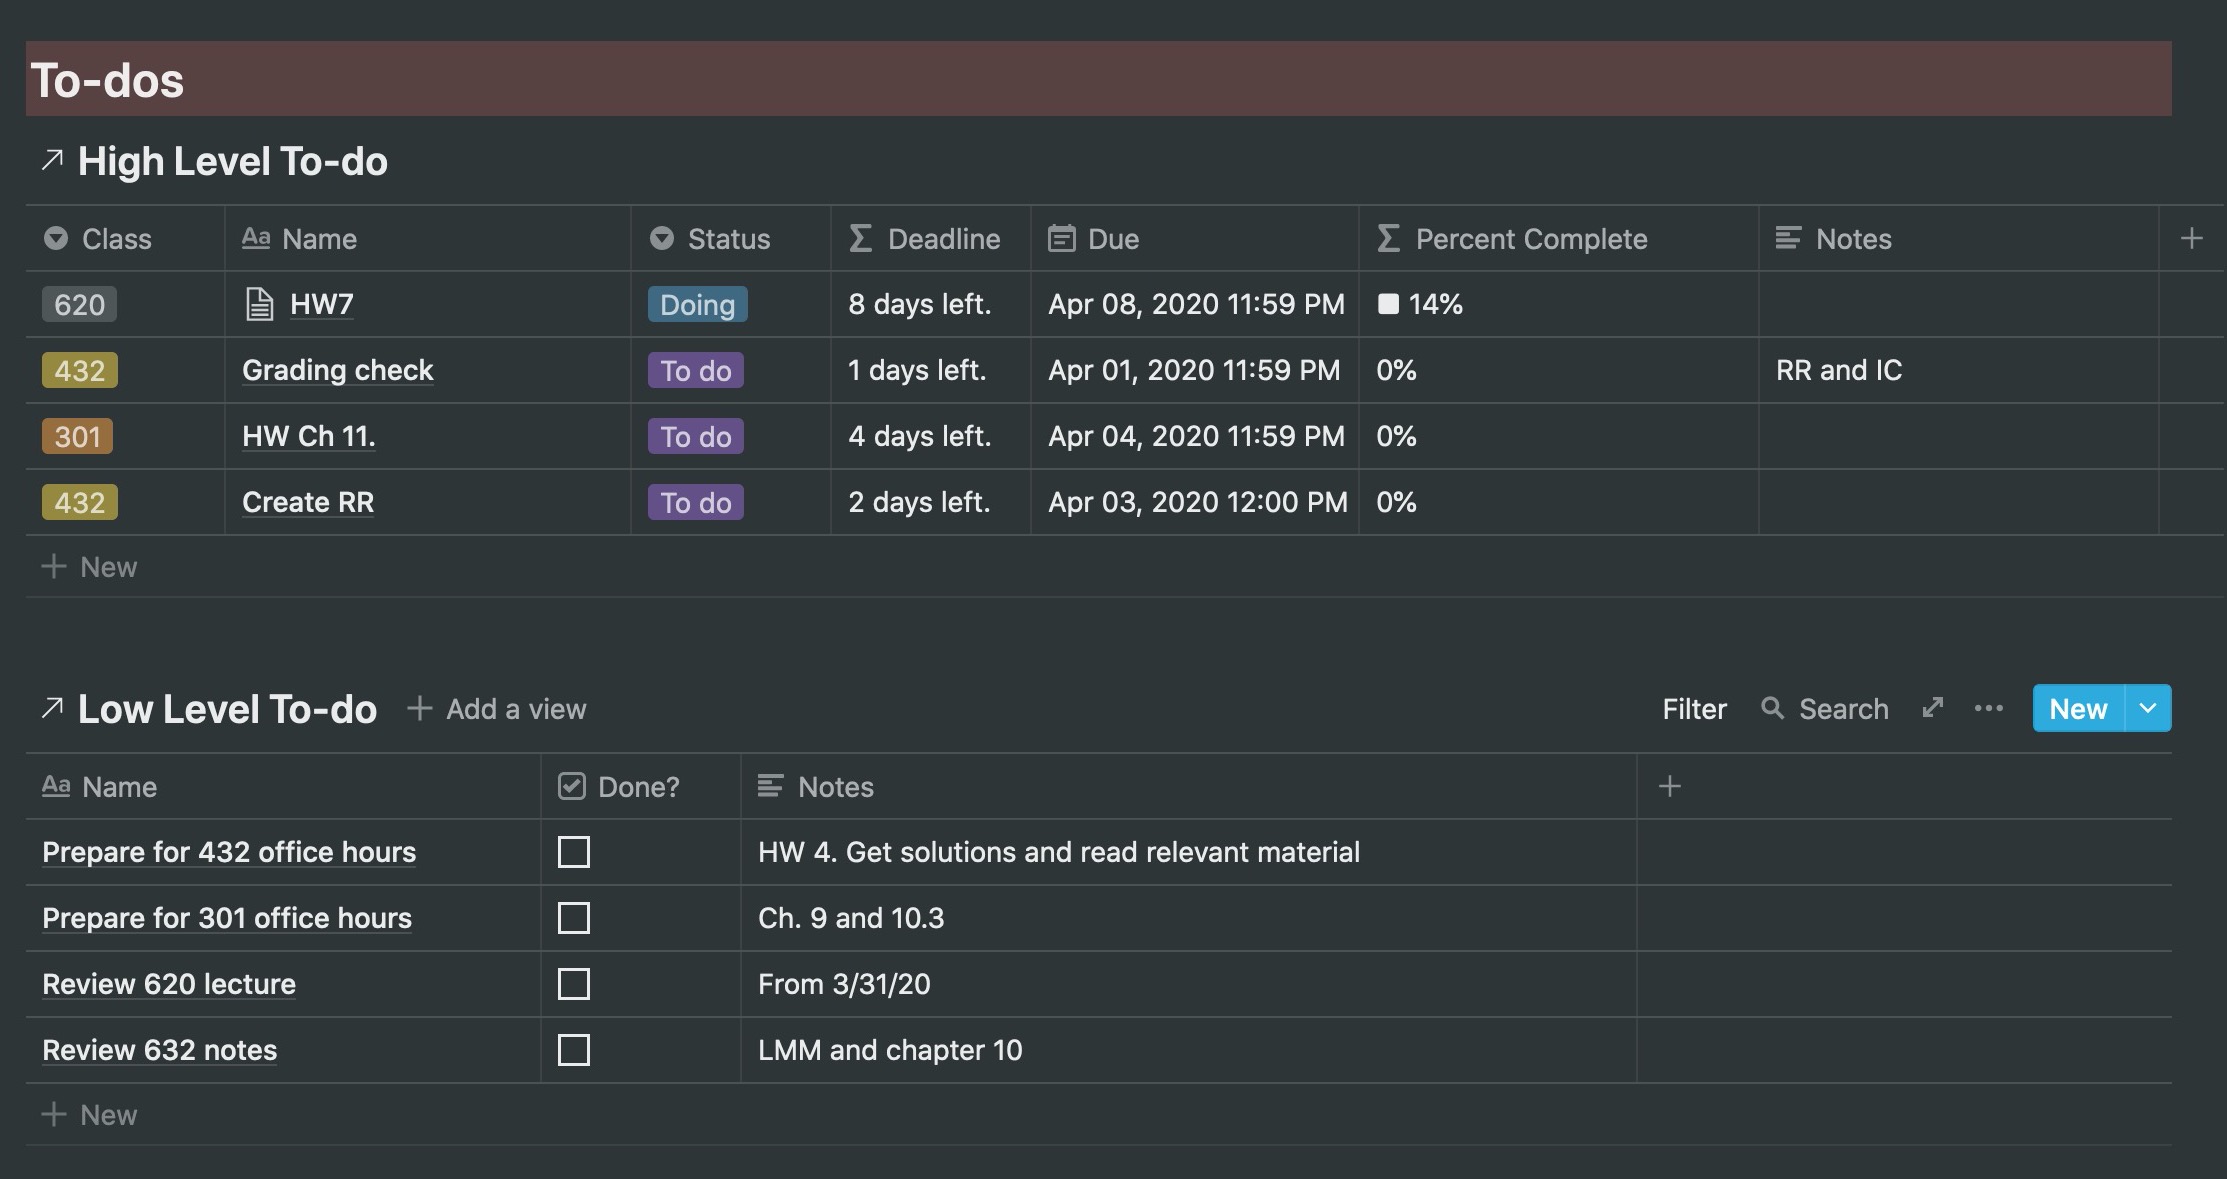 To-dos
High Level To-do
Class Aa Name Status Σ Deadline Due Σ Percent Complete Notes +
620 HW7 Doing 8 days left. Apr 08, 2020 11:59 PM 14%
432 Grading check To do 1 days left. Apr 01, 2020 11:59 PM 0% RR and IC
301 HW Ch 11. To do 4 days left. Apr 04, 2020 11:59 PM 0%
432 Create RR To do 2 days left. Apr 03, 2020 12:00 PM 0%
+ New
Low Level To-do + Add a view Filter Search ... New
Aa Name Done? Notes +
Prepare for 432 office hours HW 4. Get solutions and read relevant material
Prepare for 301 office hours Ch. 9 and 10.3
Review 620 lecture From 3/31/20
Review 632 notes LMM and chapter 10
+ New